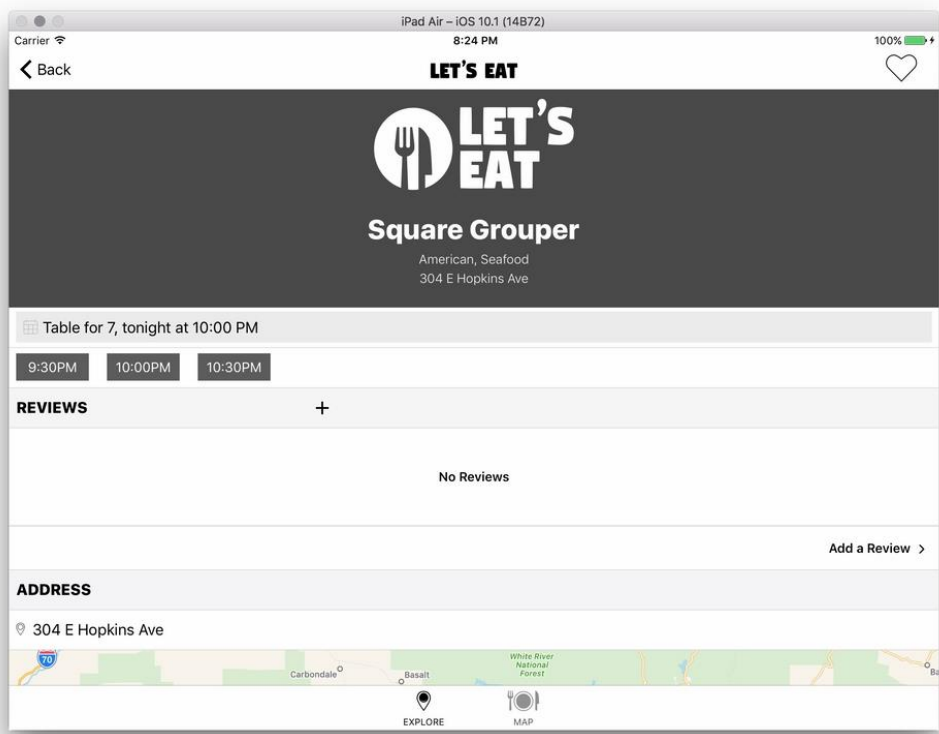 iPad Air – iOS 10.1 (14B72)
Carrier 8:24 PM 100%
Back LET'S EAT
LET'S
EAT
Square Grouper
American, Seafood
304 E Hopkins Ave
Table for 7, tonight at 10:00 PM
9:30PM 10:00PM 10:30PM
REVIEWS +
No Reviews
Add a Review >
ADDRESS
304 E Hopkins Ave
70
Carbondale
Basalt
White River
National
Forest
Ba
EXPLORE MAP